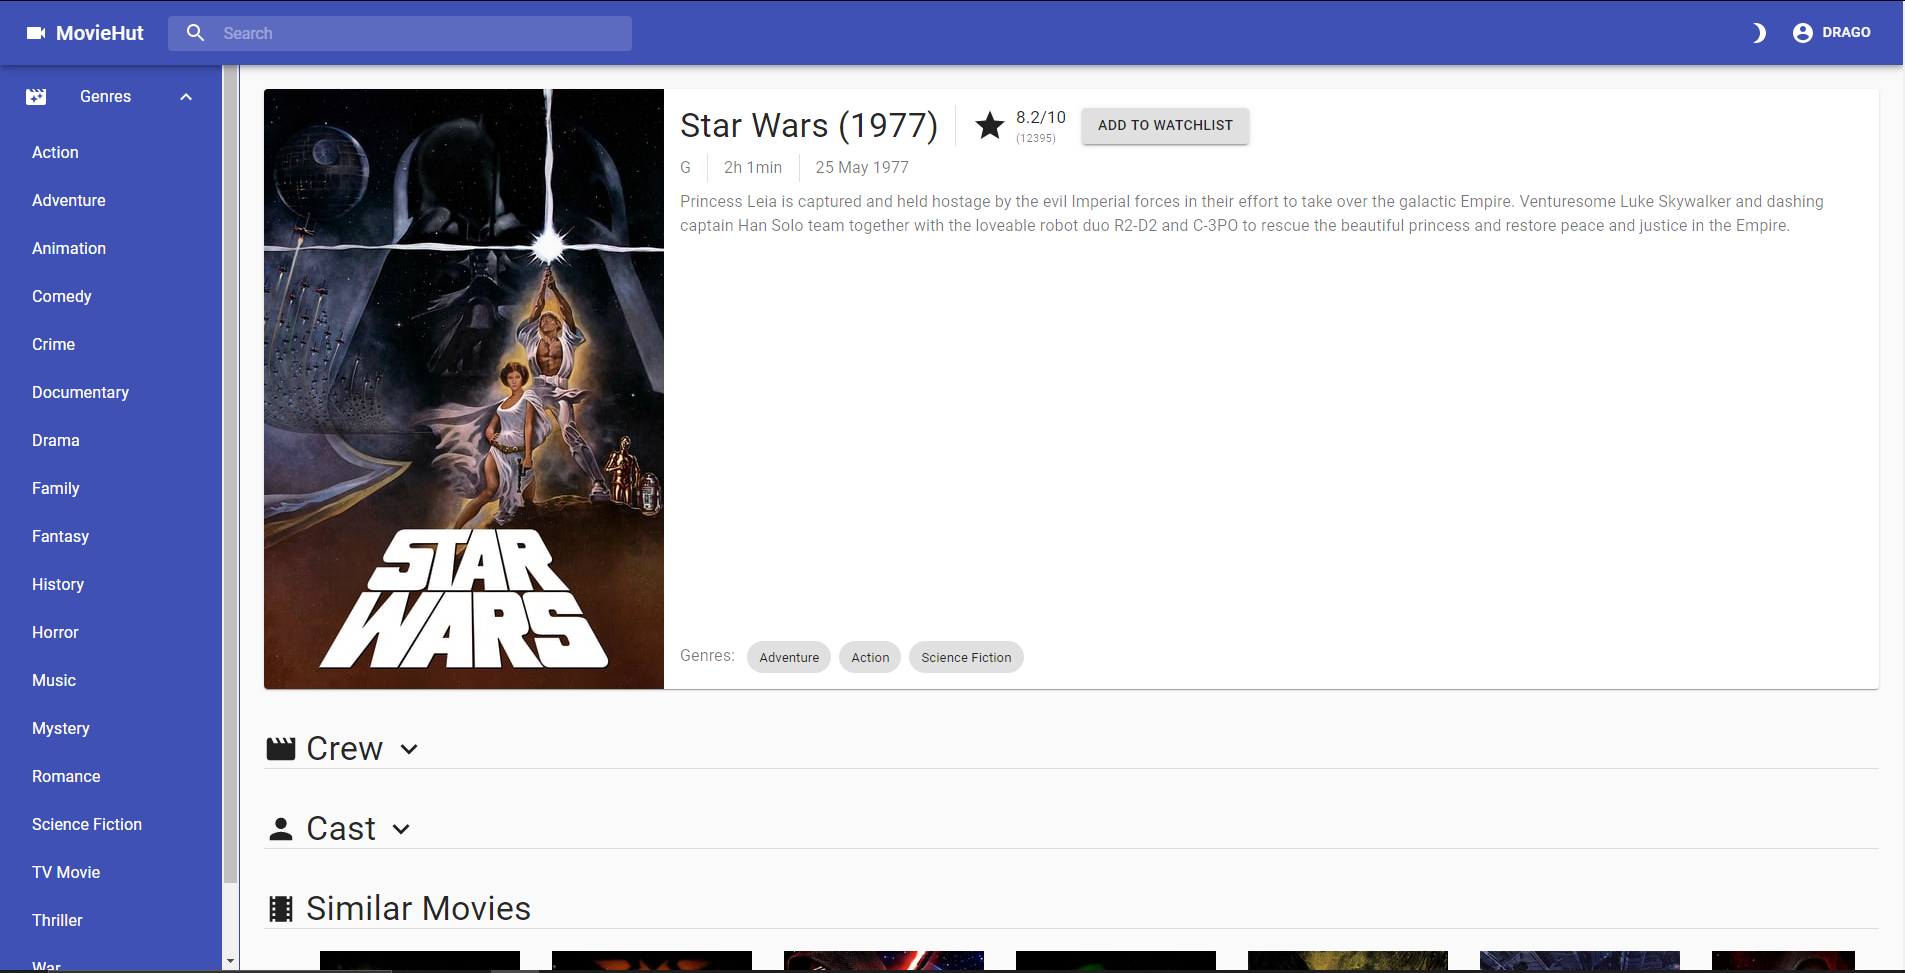 MovieHut
Search
DRAGO
Genres
Action
Adventure
Animation
Comedy
Crime
Documentary
Drama
Family
Fantasy
History
Horror
Music
Mystery
Romance
Science Fiction
TV Movie
Thriller
War
STAR
WARS
Star Wars (1977)
8.2/10
(12395)
ADD TO WATCHLIST
G
2h 1min
25 May 1977
Princess Leia is captured and held hostage by the evil Imperial forces in their effort to take over the galactic Empire. Venturesome Luke Skywalker and dashing
captain Han Solo team together with the loveable robot duo R2-D2 and C-3PO to rescue the beautiful princess and restore peace and justice in the Empire.
Genres: Adventure Action Science Fiction
Crew
Cast
Similar Movies